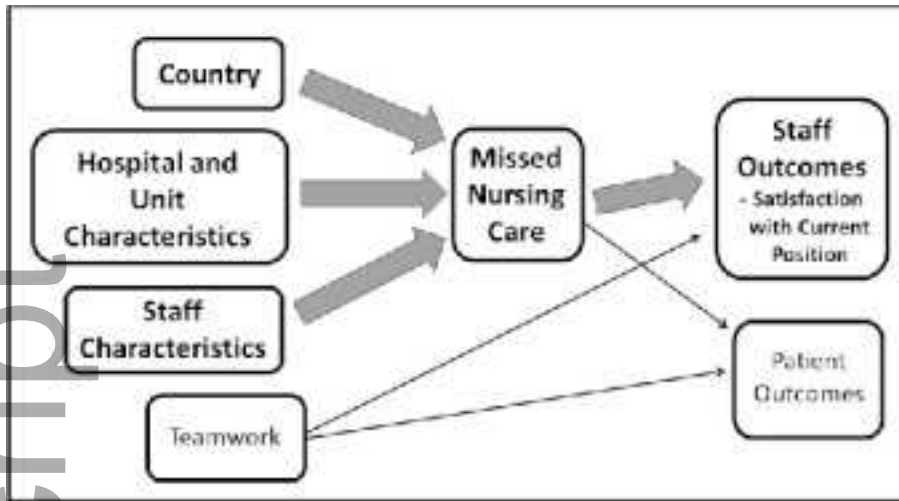 Country
Hospital and
Unit
Characteristics
Staff
Characteristics
Teamwork
Missed
Nursing
Care
Staff
Outcomes
- Satisfaction
with Current
Position
Patient
Outcomes